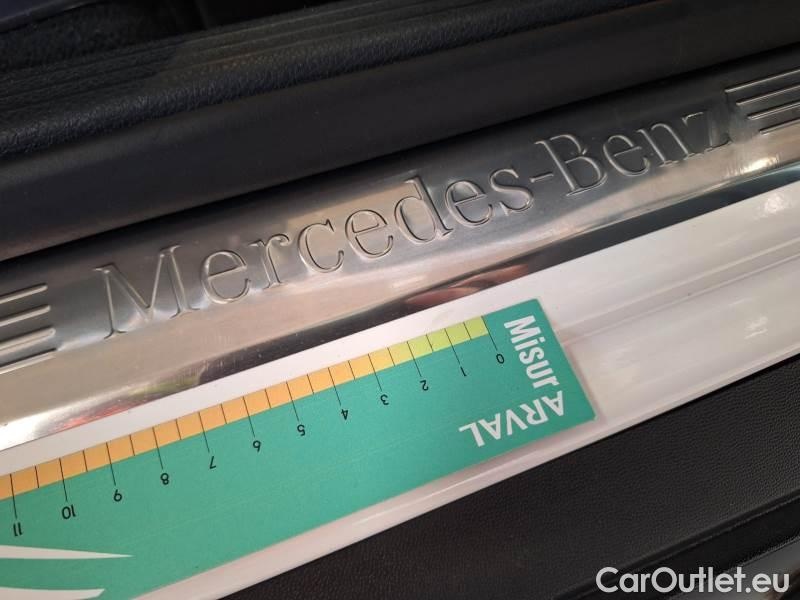 Mercedes-Benz
Misur
ARVAL
0 1 2 3 4 5 6 7 8 9 10 11
CarOutlet.eu